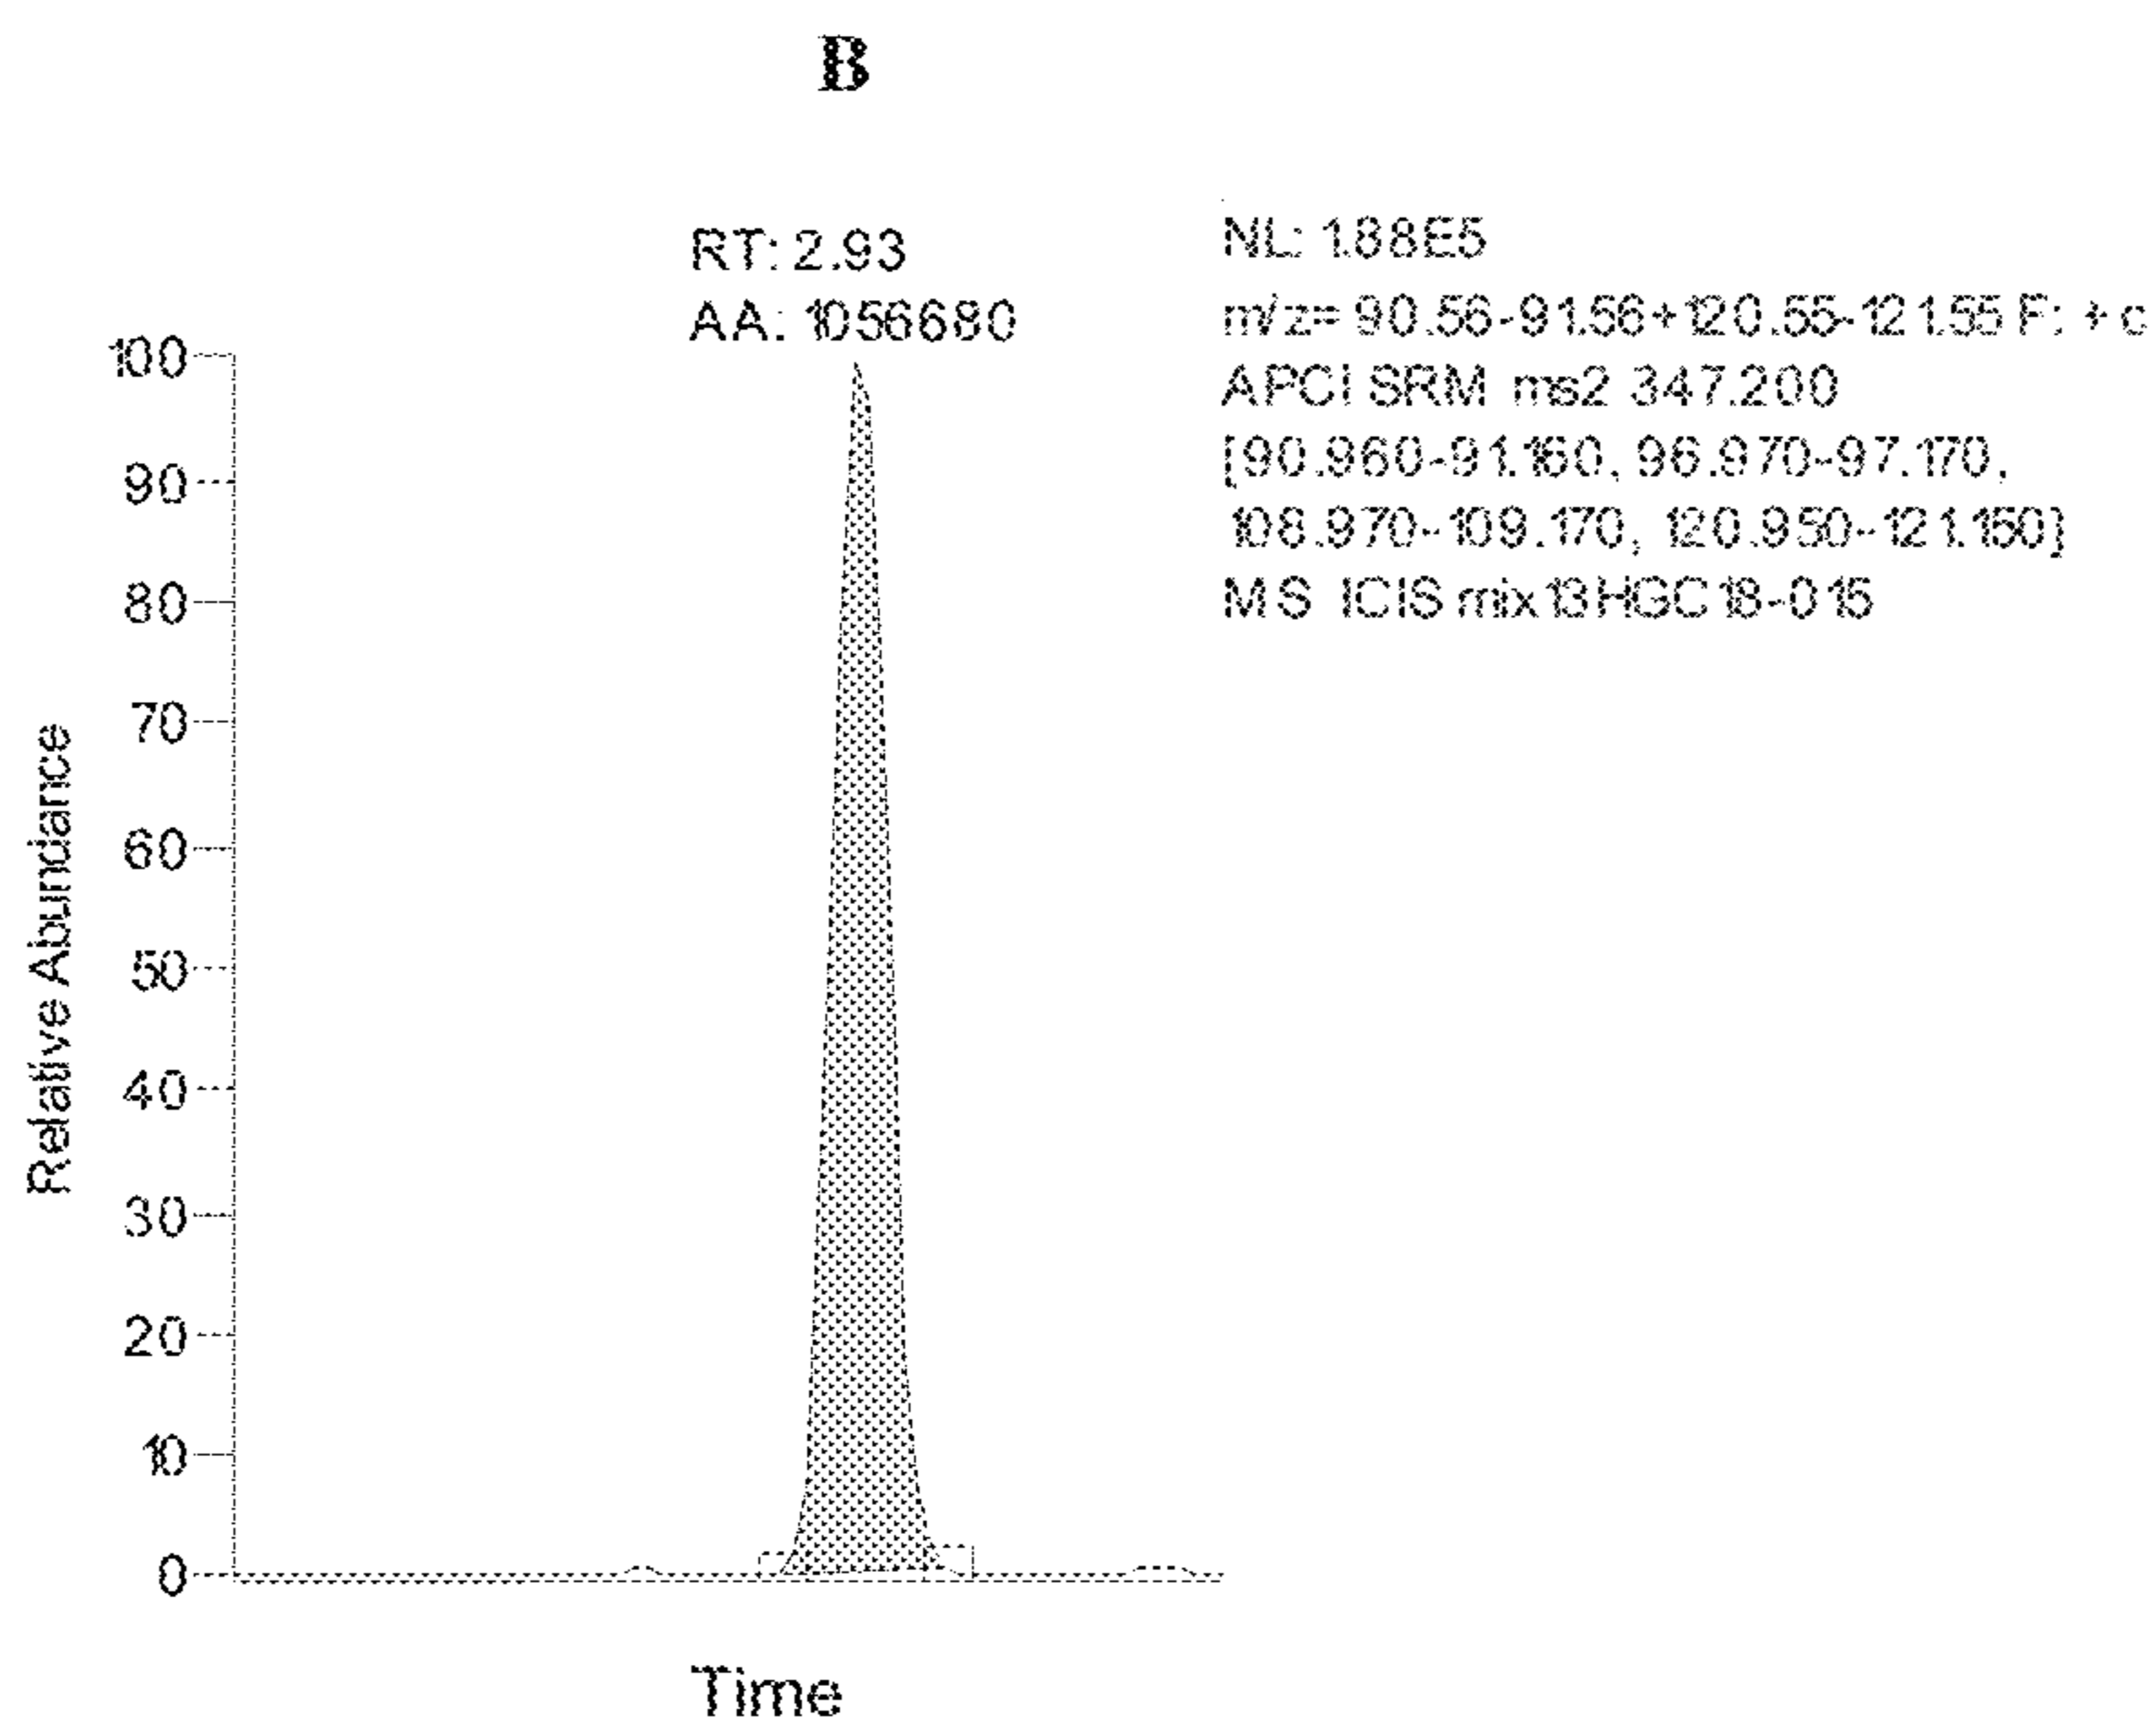 B
RT: 2.93
AA: 1056680
NL: 1.88E5
m/z= 90.56-91.56+120.55-121.55 F: + c
APCI SRM ms2 347.200
[90.960-91.160, 96.970-97.170,
108.970-109.170, 120.950-121.150]
MS ICIS mix13HGC18-015
100
90
80
70
60
50
40
30
20
10
0
Relative Abundance
Time